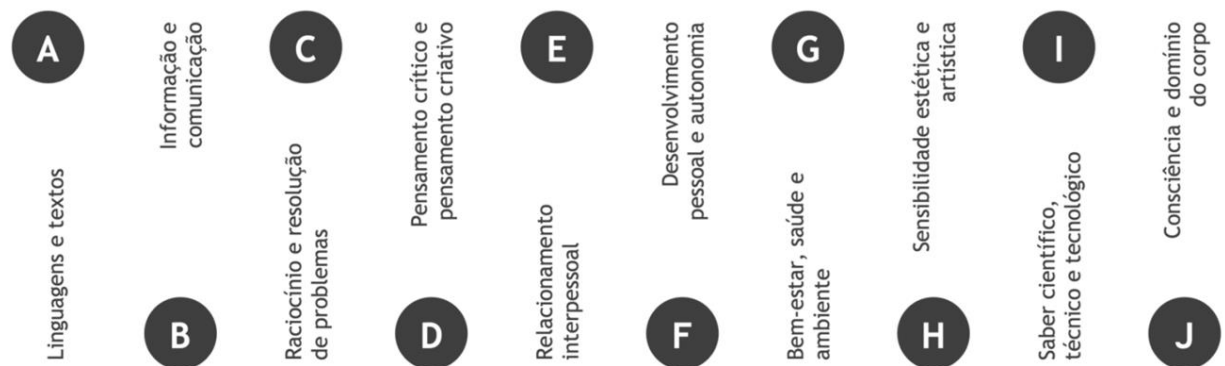 A
Linguagens e textos
Informação e
comunicação
B
C
Raciocínio e resolução
de problemas
Pensamento crítico e
pensamento criativo
D
E
Relacionamento
interpessoal
Desenvolvimento
pessoal e autonomia
F
G
Bem-estar, saúde e
ambiente
Sensibilidade estética e
artística
H
I
Saber científico,
técnico e tecnológico
Consciência e domínio
do corpo
J